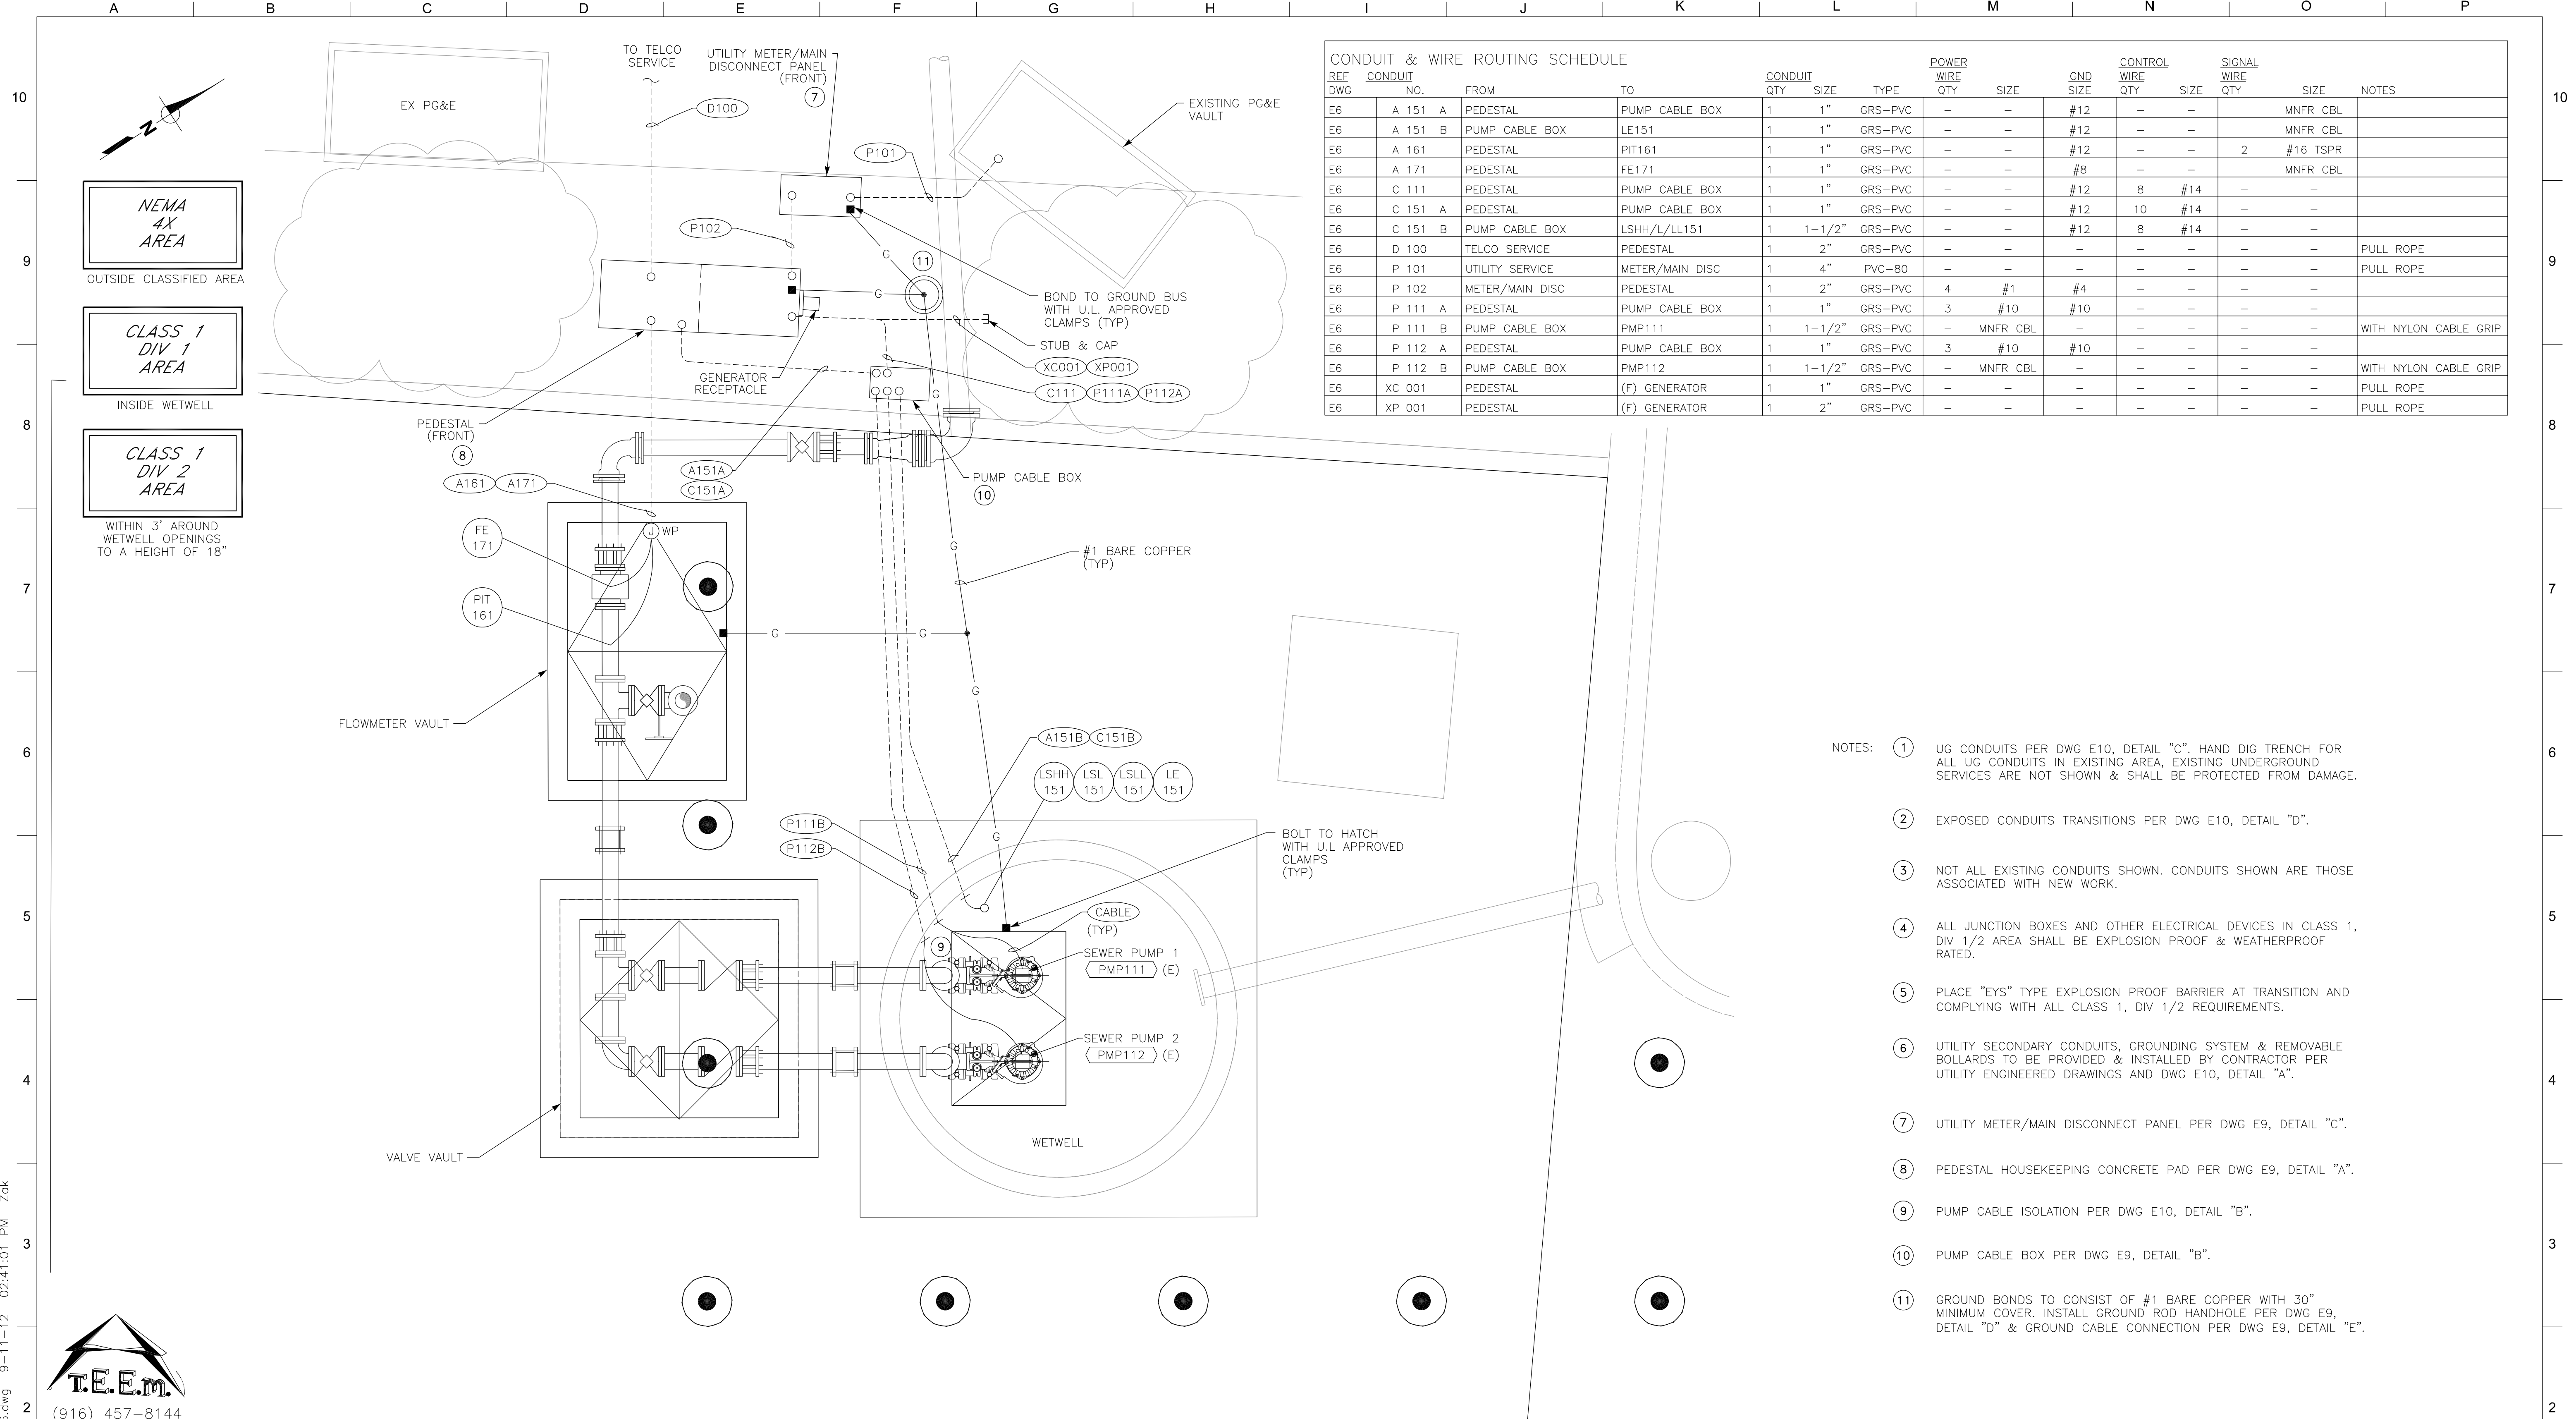 A B C D E F G H I J K L M N O P
10 10
9 9
8 8
7 7
6 6
5 5
4 4
3 3
2 2
N
NEMA
4X
AREA
OUTSIDE CLASSIFIED AREA
CLASS 1
DIV 1
AREA
INSIDE WETWELL
CLASS 1
DIV 2
AREA
WITHIN 3' AROUND
WETWELL OPENINGS
TO A HEIGHT OF 18"
EX PG&E
TO TELCO
SERVICE
D100
UTILITY METER/MAIN
DISCONNECT PANEL
(FRONT)
7
EXISTING PG&E
VAULT
P101
P102
G
11
G
BOND TO GROUND BUS
WITH U.L. APPROVED
CLAMPS (TYP)
STUB & CAP
XC001 XP001
GENERATOR
RECEPTACLE
C111 P111A P112A
G
PEDESTAL
(FRONT)
8
A151A
C151A
PUMP CABLE BOX
10
A161 A171
FE
171
J WP
PIT
161
G
#1 BARE COPPER
(TYP)
G G
G
FLOWMETER VAULT
A151B C151B
LSHH
151
LSL
151
LSLL
151
LE
151
P111B
P112B
G
BOLT TO HATCH
WITH U.L APPROVED
CLAMPS
(TYP)
CABLE
(TYP)
9
SEWER PUMP 1
PMP111 (E)
SEWER PUMP 2
PMP112 (E)
WETWELL
VALVE VAULT
CONDUIT & WIRE ROUTING SCHEDULE
POWER CONTROL SIGNAL
REF CONDUIT CONDUIT WIRE GND WIRE WIRE
DWG NO. FROM TO QTY SIZE TYPE QTY SIZE SIZE QTY SIZE QTY SIZE NOTES
E6 A 151 A PEDESTAL PUMP CABLE BOX 1 1" GRS-PVC - - #12 - - MNFR CBL
E6 A 151 B PUMP CABLE BOX LE151 1 1" GRS-PVC - - #12 - - MNFR CBL
E6 A 161 PEDESTAL PIT161 1 1" GRS-PVC - - #12 - - 2 #16 TSPR
E6 A 171 PEDESTAL FE171 1 1" GRS-PVC - - #8 - - MNFR CBL
E6 C 111 PEDESTAL PUMP CABLE BOX 1 1" GRS-PVC - - #12 8 #14 - -
E6 C 151 A PEDESTAL PUMP CABLE BOX 1 1" GRS-PVC - - #12 10 #14 - -
E6 C 151 B PUMP CABLE BOX LSHH/L/LL151 1 1-1/2" GRS-PVC - - #12 8 #14 - -
E6 D 100 TELCO SERVICE PEDESTAL 1 2" GRS-PVC - - - - - - - PULL ROPE
E6 P 101 UTILITY SERVICE METER/MAIN DISC 1 4" PVC-80 - - - - - - - PULL ROPE
E6 P 102 METER/MAIN DISC PEDESTAL 1 2" GRS-PVC 4 #1 #4 - - - -
E6 P 111 A PEDESTAL PUMP CABLE BOX 1 1" GRS-PVC 3 #10 #10 - - - -
E6 P 111 B PUMP CABLE BOX PMP111 1 1-1/2" GRS-PVC - MNFR CBL - - - - - WITH NYLON CABLE GRIP
E6 P 112 A PEDESTAL PUMP CABLE BOX 1 1" GRS-PVC 3 #10 #10 - - - -
E6 P 112 B PUMP CABLE BOX PMP112 1 1-1/2" GRS-PVC - MNFR CBL - - - - - WITH NYLON CABLE GRIP
E6 XC 001 PEDESTAL (F) GENERATOR 1 1" GRS-PVC - - - - - - - PULL ROPE
E6 XP 001 PEDESTAL (F) GENERATOR 1 2" GRS-PVC - - - - - - - PULL ROPE
NOTES: 1 UG CONDUITS PER DWG E10, DETAIL "C". HAND DIG TRENCH FOR
ALL UG CONDUITS IN EXISTING AREA, EXISTING UNDERGROUND
SERVICES ARE NOT SHOWN & SHALL BE PROTECTED FROM DAMAGE.
2 EXPOSED CONDUITS TRANSITIONS PER DWG E10, DETAIL "D".
3 NOT ALL EXISTING CONDUITS SHOWN. CONDUITS SHOWN ARE THOSE
ASSOCIATED WITH NEW WORK.
4 ALL JUNCTION BOXES AND OTHER ELECTRICAL DEVICES IN CLASS 1,
DIV 1/2 AREA SHALL BE EXPLOSION PROOF & WEATHERPROOF
RATED.
5 PLACE "EYS" TYPE EXPLOSION PROOF BARRIER AT TRANSITION AND
COMPLYING WITH ALL CLASS 1, DIV 1/2 REQUIREMENTS.
6 UTILITY SECONDARY CONDUITS, GROUNDING SYSTEM & REMOVABLE
BOLLARDS TO BE PROVIDED & INSTALLED BY CONTRACTOR PER
UTILITY ENGINEERED DRAWINGS AND DWG E10, DETAIL "A".
7 UTILITY METER/MAIN DISCONNECT PANEL PER DWG E9, DETAIL "C".
8 PEDESTAL HOUSEKEEPING CONCRETE PAD PER DWG E9, DETAIL "A".
9 PUMP CABLE ISOLATION PER DWG E10, DETAIL "B".
10 PUMP CABLE BOX PER DWG E9, DETAIL "B".
11 GROUND BONDS TO CONSIST OF #1 BARE COPPER WITH 30"
MINIMUM COVER. INSTALL GROUND ROD HANDHOLE PER DWG E9,
DETAIL "D" & GROUND CABLE CONNECTION PER DWG E9, DETAIL "E".
.dwg 9-11-12 02:41:01 PM Zak
T.E.E.m.
(916) 457-8144